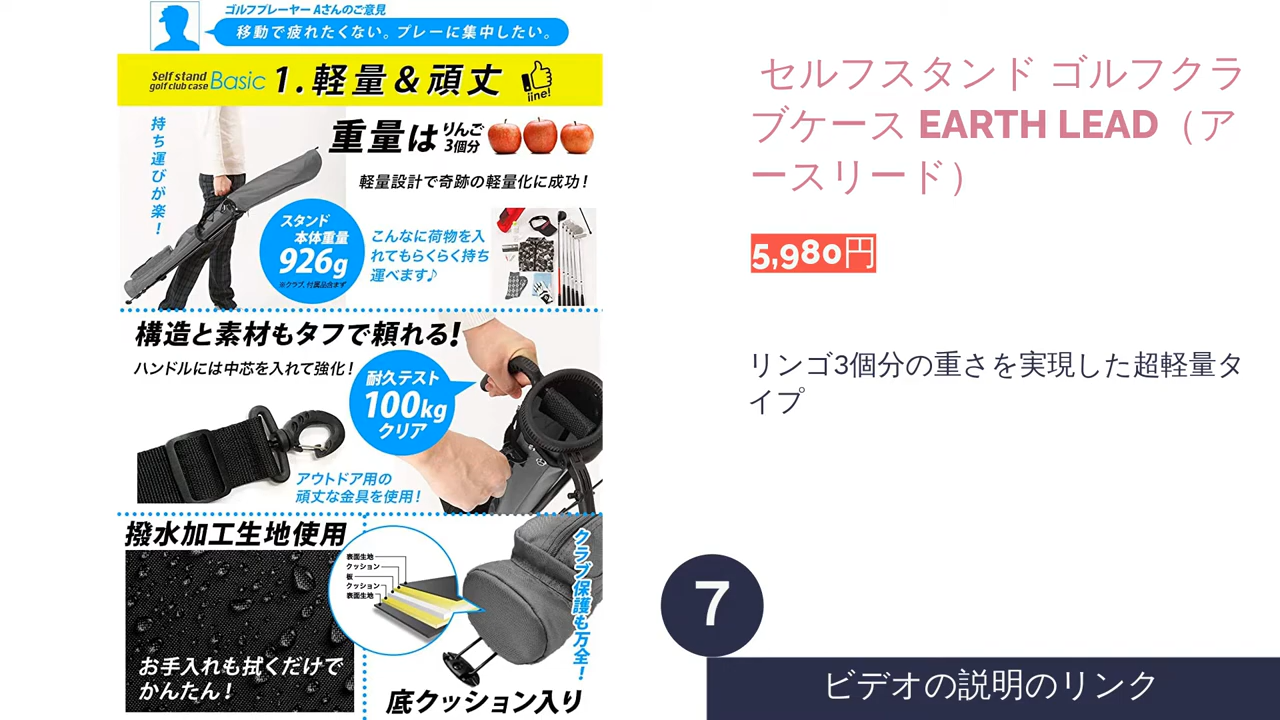 ゴルフプレーヤー Aさんのご意見
移動で疲れたくない。プレーに集中したい。
Self stand
golf club case Basic
1.軽量&頑丈
iine!
持ち運びが楽!
重量はりんご3個分
軽量設計で奇跡の軽量化に成功!
スタンド
本体重量
926g
※クラブ、付属品含まず
こんなに荷物を入
れてもらくらく持ち
運べます♪
構造と素材もタフで頼れる!
ハンドルには中芯を入れて強化!
耐久テスト
100kg
クリア
アウトドア用の
頑丈な金具を使用!
撥水加工生地使用
お手入れも拭くだけで
かんたん!
表面生地
クッション
板
クッション
表面生地
クラブ保護も万全!
底クッション入り
セルフスタンド ゴルフクラ
ブケース EARTH LEAD（ア
ースリード）
5,980円
リンゴ3個分の重さを実現した超軽量タ
イプ
7
ビデオの説明のリンク